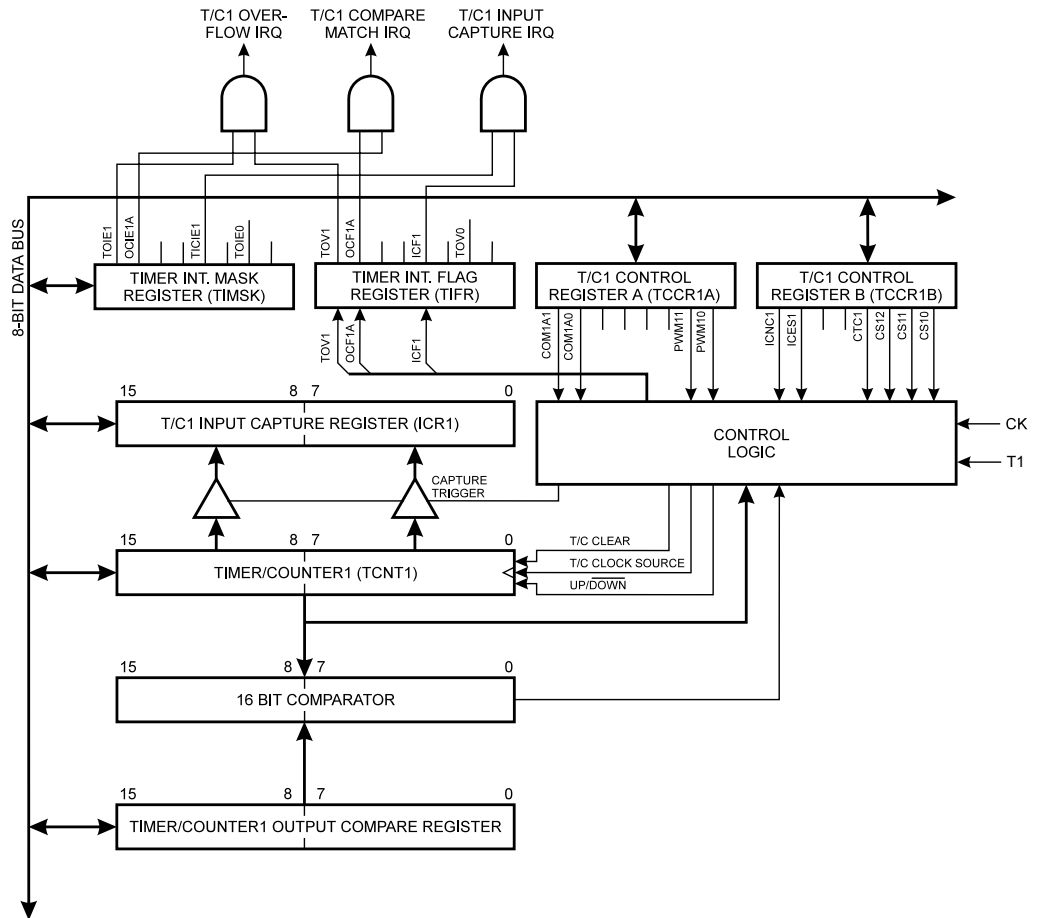 T/C1 OVER-
FLOW IRQ
T/C1 COMPARE
MATCH IRQ
T/C1 INPUT
CAPTURE IRQ
8-BIT DATA BUS
TOIE1
OCIE1A
TICIE1
TOIE0
TOV1
OCF1A
ICF1
TOV0
TIMER INT. MASK
REGISTER (TIMSK)
TIMER INT. FLAG
REGISTER (TIFR)
T/C1 CONTROL
REGISTER A (TCCR1A)
T/C1 CONTROL
REGISTER B (TCCR1B)
TOV1
OCF1A
ICF1
COM1A1
COM1A0
PWM11
PWM10
ICNC1
ICES1
CTC1
CS12
CS11
CS10
15 8 7 0
T/C1 INPUT CAPTURE REGISTER (ICR1)
CONTROL
LOGIC
CK
T1
CAPTURE
TRIGGER
15 8 7 0
TIMER/COUNTER1 (TCNT1)
T/C CLEAR
T/C CLOCK SOURCE
UP/DOWN
15 8 7 0
16 BIT COMPARATOR
15 8 7 0
TIMER/COUNTER1 OUTPUT COMPARE REGISTER